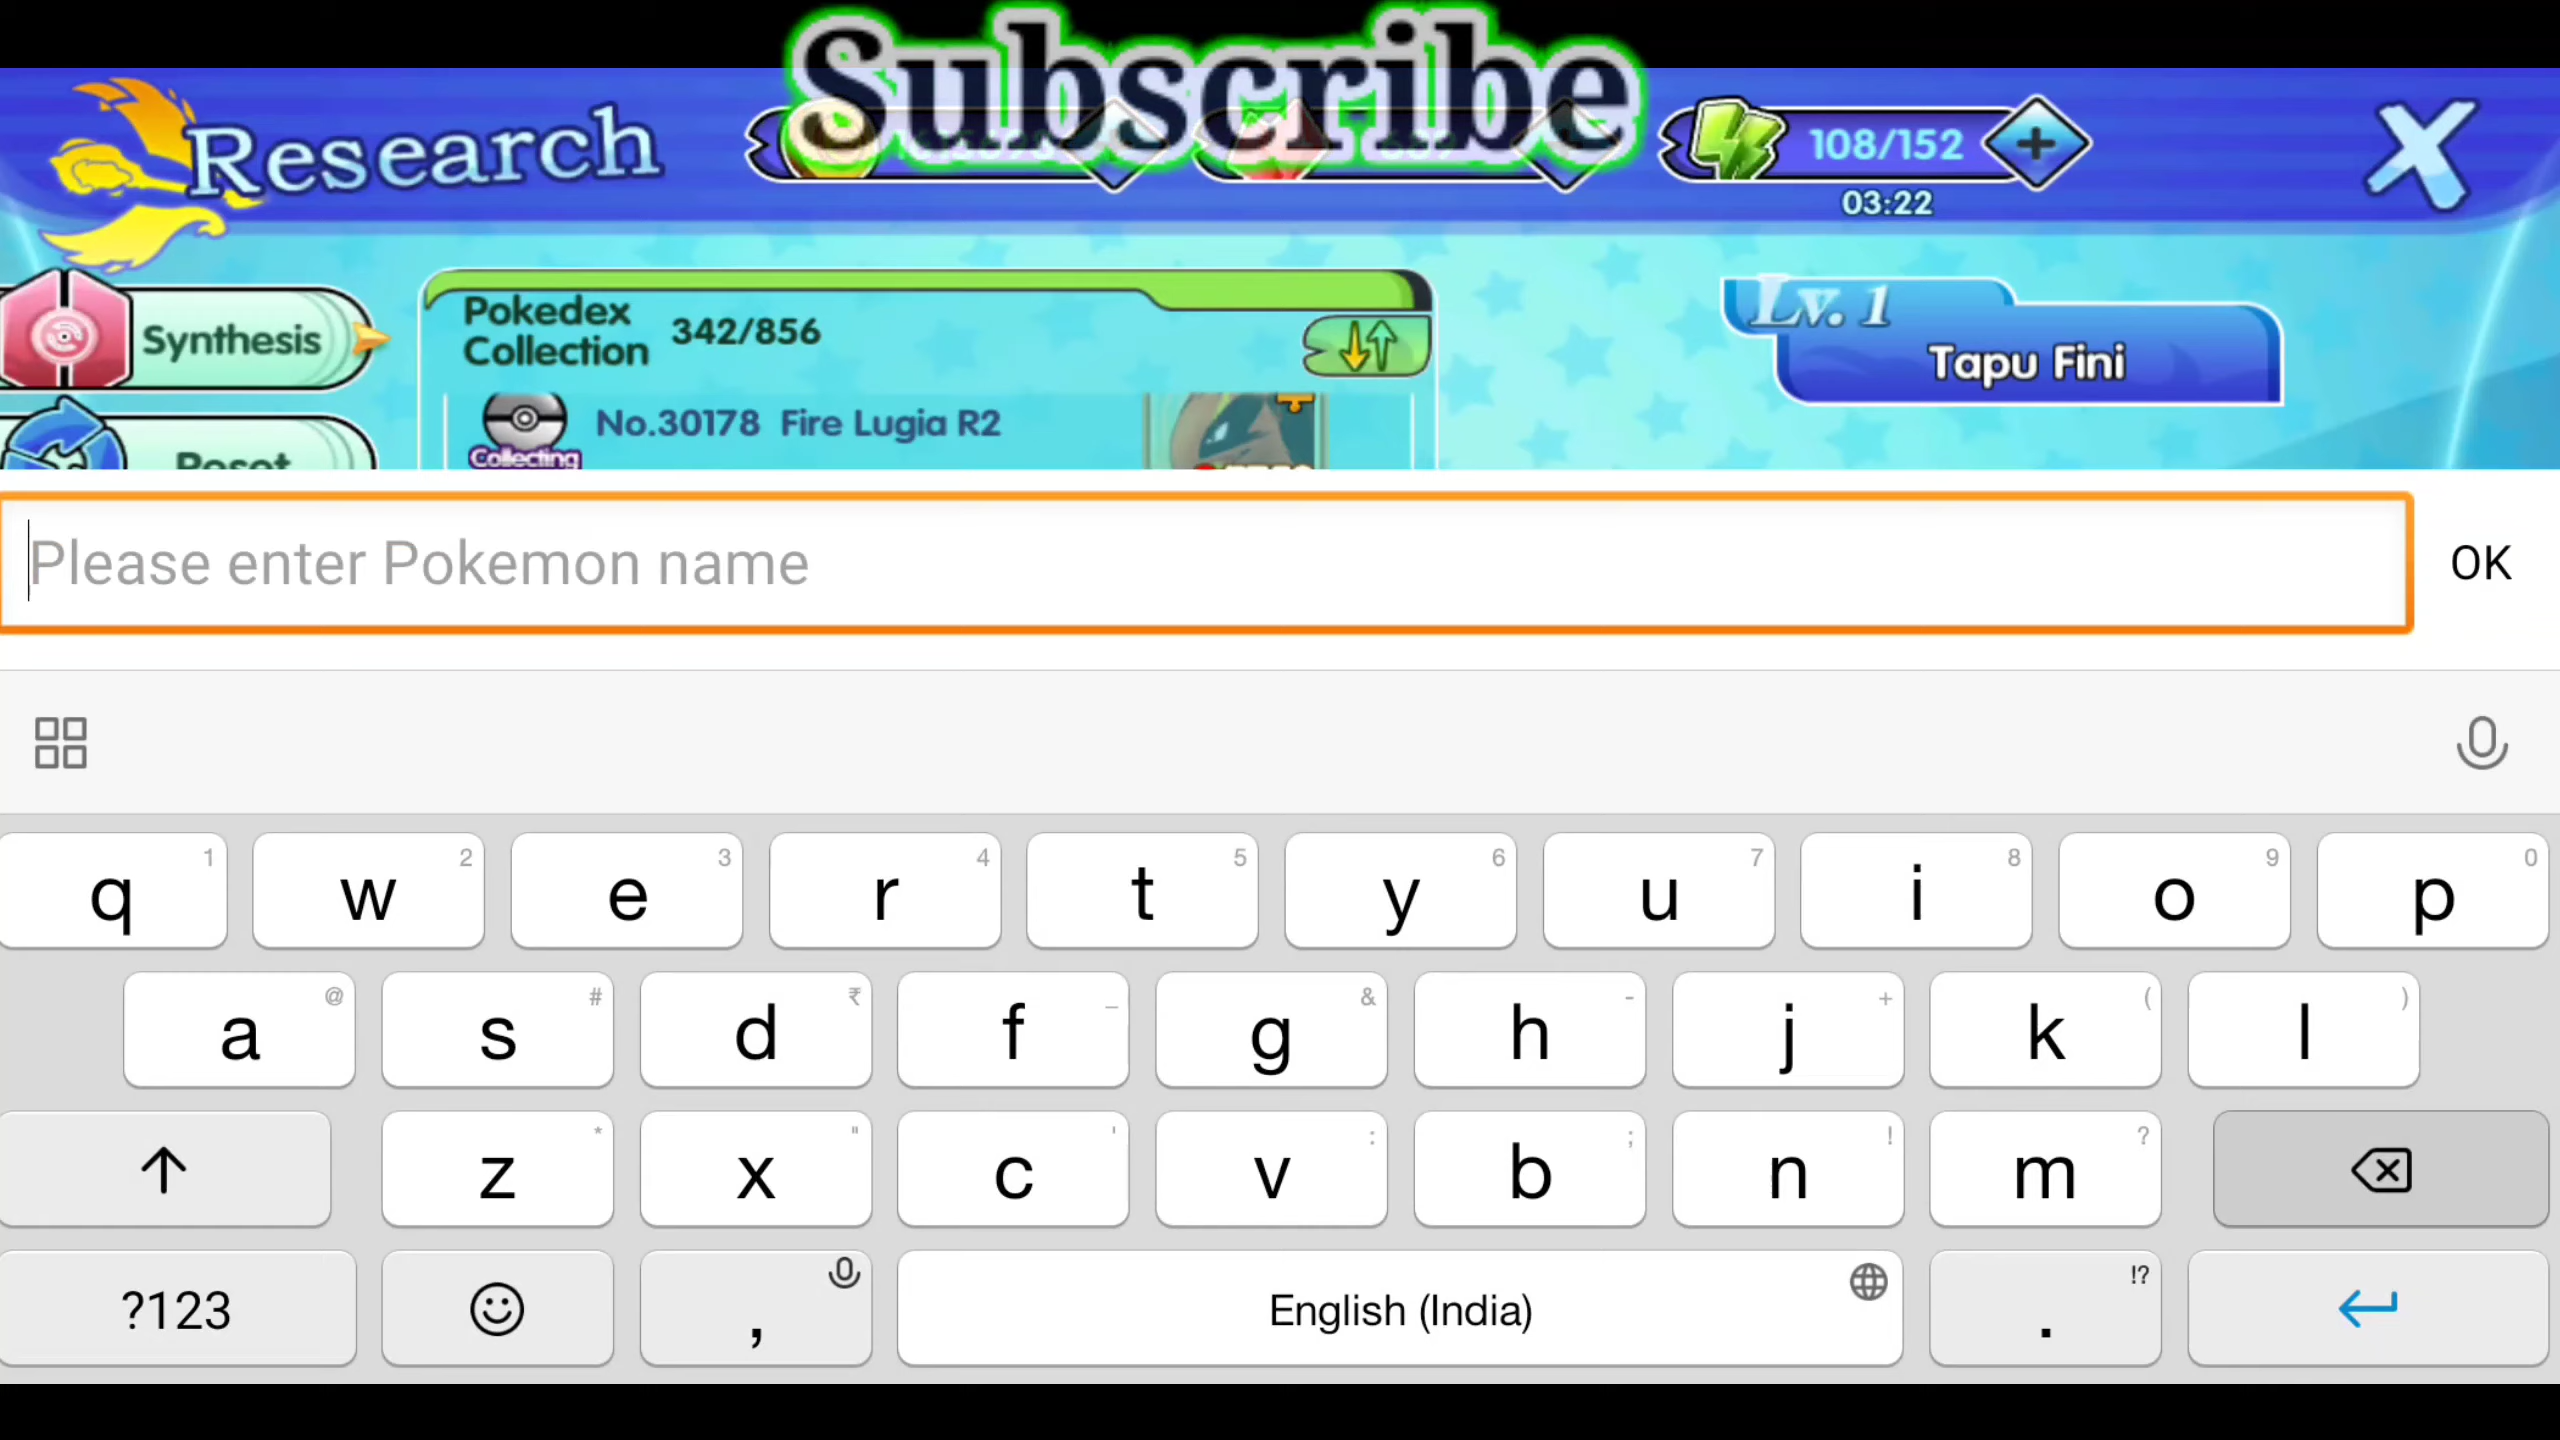 Subscribe
Research
108/152
03:22
Synthesis
Pokedex
Collection
342/856
Lv. 1
Tapu Fini
No.30178 Fire Lugia R2
Collecting
Reset
Please enter Pokemon name
OK
1 2 3 4 5 6 7 8 9 0
q w e r t y u i o p
@ # ₹ _ & - + ( )
a s d f g h j k l
* " ' : ; ! ?
z x c v b n m
!?
?123 , English (India) .